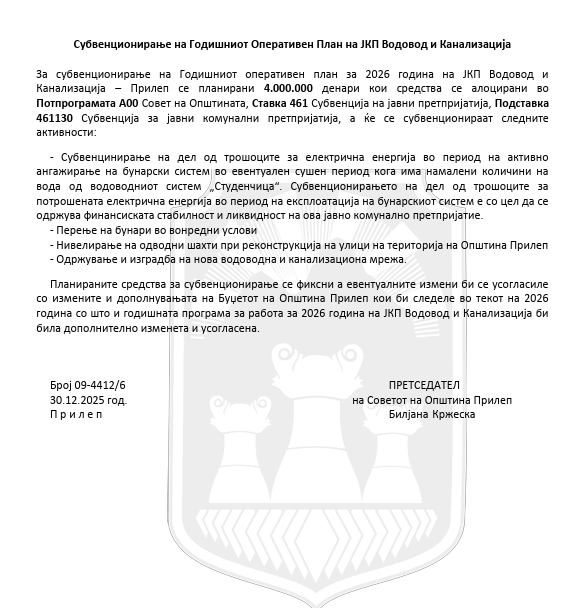 Субвенционирање на Годишниот Оперативен План на ЈКП Водовод и Канализација
За субвенционирање на Годишниот оперативен план за 2026 година на ЈКП Водовод и
Канализација – Прилеп се планирани 4.000.000 денари кои средства се алоцирани во
Потпрограмата А00 Совет на Општината, Ставка 461 Субвенција на јавни претпријатија, Подставка
461130 Субвенција за јавни комунални претпријатија, а ќе се субвенционираат следните
активности:
- Субвенцинирање на дел од трошоците за електрична енергија во период на активно
ангажирање на бунарски систем во евентуален сушен период кога има намалени количини на
вода од водоводниот систем „Студенчица“. Субвенционирањето на дел од трошоците за
потрошената електрична енергија во период на експлоатација на бунарскиот систем е со цел да се
одржува финансиската стабилност и ликвидност на ова јавно комунално претпријатие.
- Перење на бунари во вонредни услови
- Нивелирање на одводни шахти при реконструкција на улици на територија на Општина Прилеп
- Одржување и изградба на нова водоводна и канализациона мрежа.
Планираните средства за субвенционирање се фиксни а евентуалните измени би се усогласиле
со измените и дополнувањата на Буџетот на Општина Прилеп кои би следеле во текот на 2026
година со што и годишната програма за работа за 2026 година на ЈКП Водовод и Канализација би
била дополнително изменета и усогласена.
Број 09-4412/6 ПРЕТСЕДАТЕЛ
30.12.2025 год. на Советот на Општина Прилеп
П р и л е п Билјана Кржеска